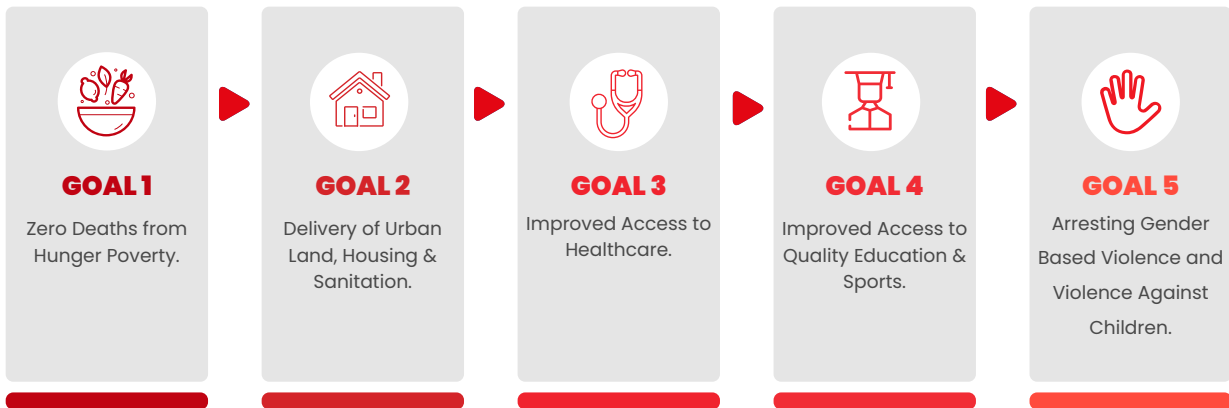 GOAL 1
Zero Deaths from
Hunger Poverty.
GOAL 2
Delivery of Urban
Land, Housing &
Sanitation.
GOAL 3
Improved Access to
Healthcare.
GOAL 4
Improved Access to
Quality Education &
Sports.
GOAL 5
Arresting Gender
Based Violence and
Violence Against
Children.